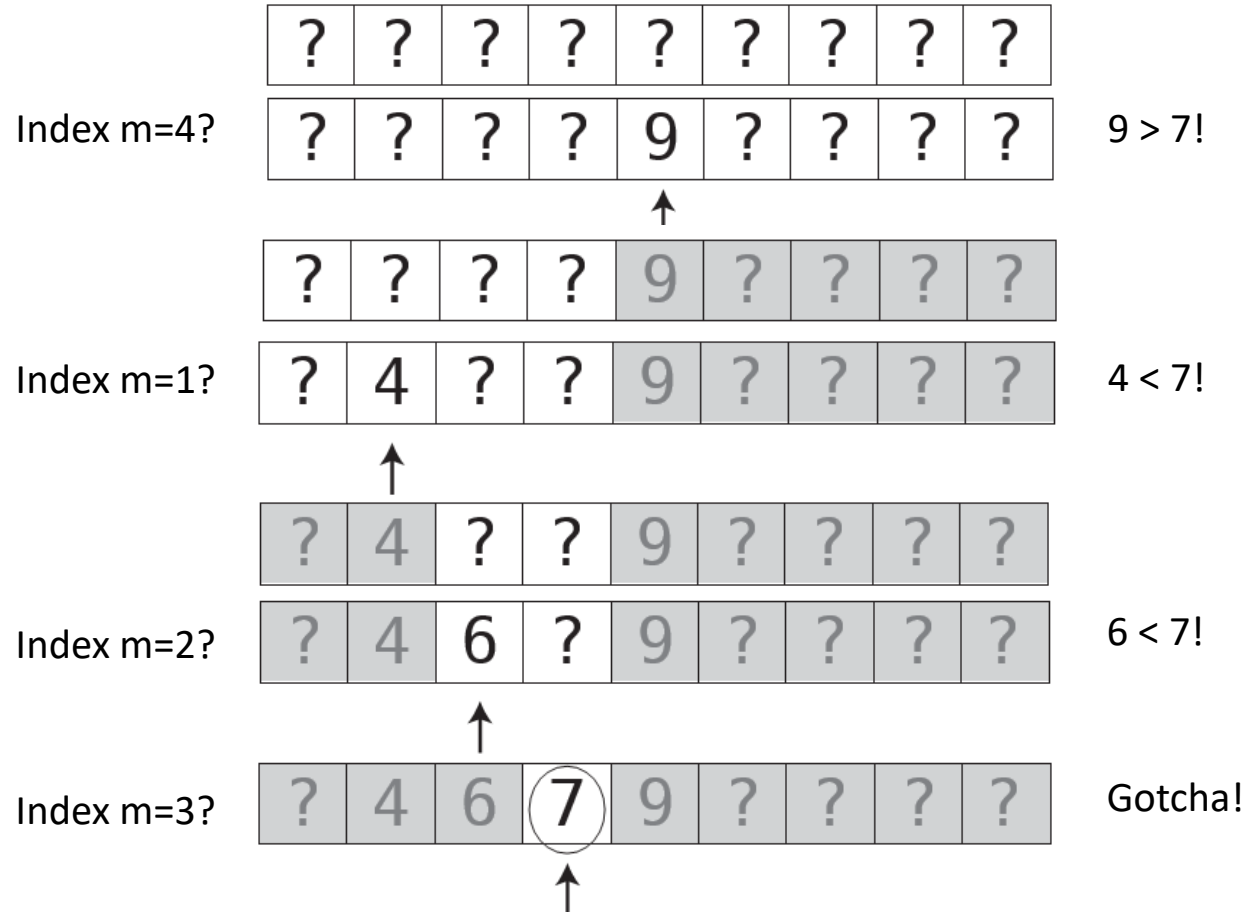 ? ? ? ? ? ? ? ? ?
Index m=4? ? ? ? ? 9 ? ? ? ? 9 > 7!
? ? ? ? 9 ? ? ? ?
Index m=1? ? 4 ? ? 9 ? ? ? ? 4 < 7!
? 4 ? ? 9 ? ? ? ?
Index m=2? ? 4 6 ? 9 ? ? ? ? 6 < 7!
Index m=3? ? 4 6 7 9 ? ? ? ? Gotcha!